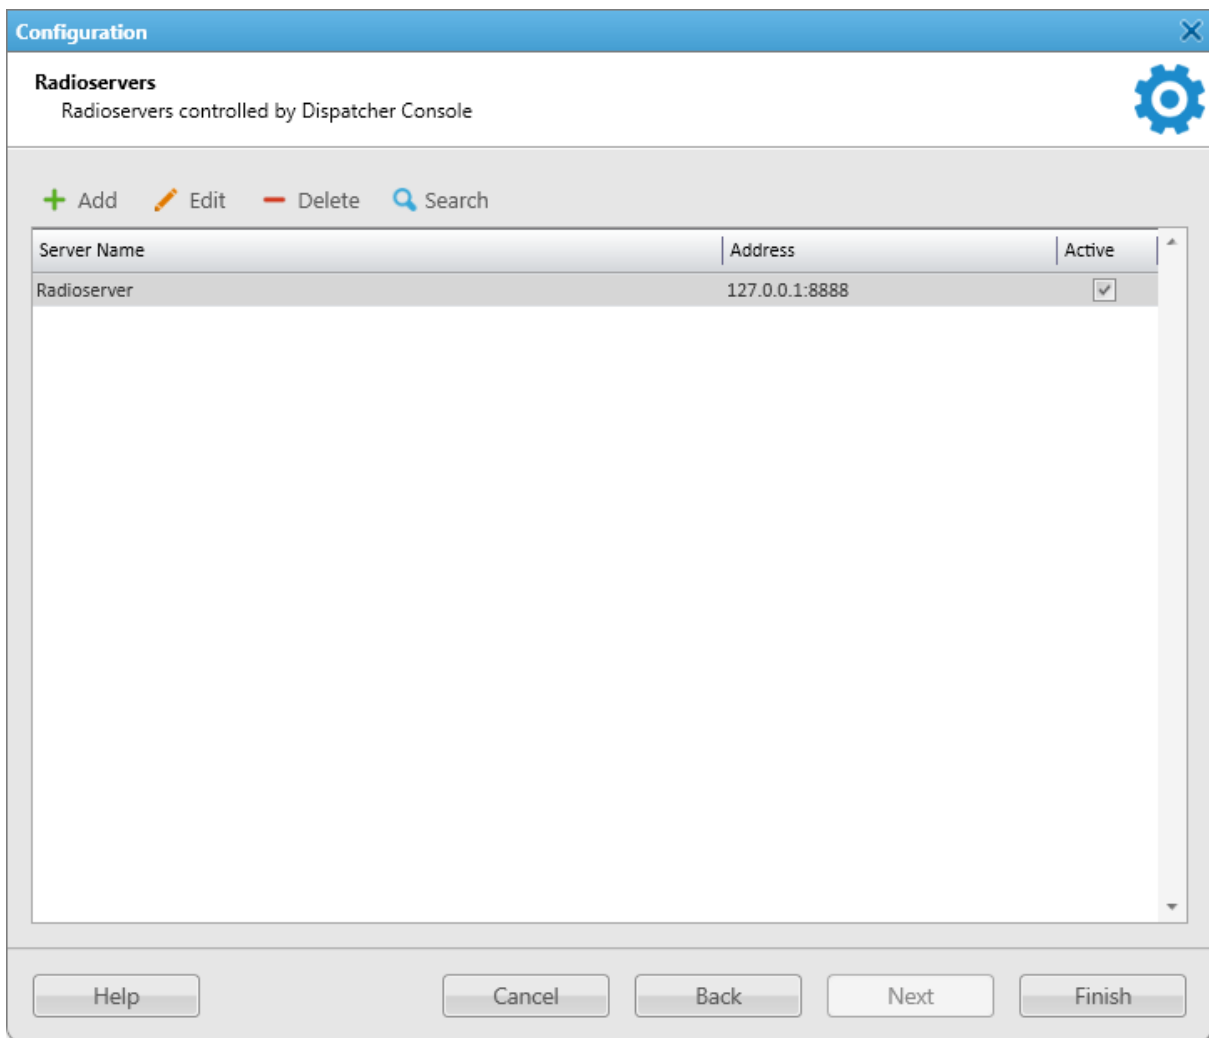 Configuration
Radioservers
Radioservers controlled by Dispatcher Console
Add Edit Delete Search
Server Name Address Active
Radioserver 127.0.0.1:8888
Help Cancel Back Next Finish